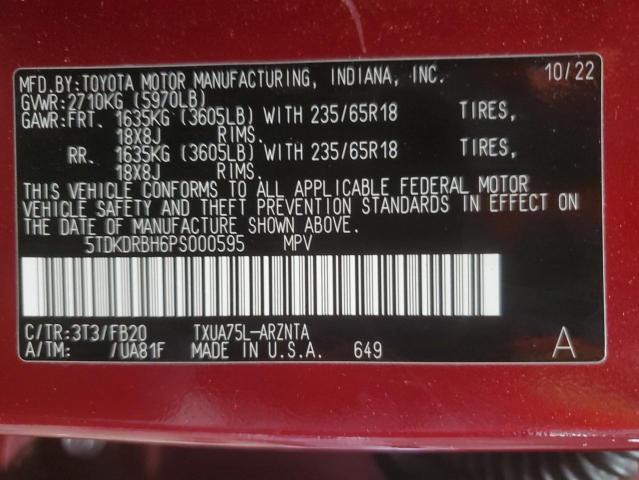 MFD.BY:TOYOTA MOTOR MANUFACTURING, INDIANA, INC. 10/22
GVWR:2710KG (5970LB)
GAWR:FRT. 1635KG (3605LB) WITH 235/65R18 TIRES,
18X8J RIMS.
RR. 1635KG (3605LB) WITH 235/65R18 TIRES,
18X8J RIMS.
THIS VEHICLE CONFORMS TO ALL APPLICABLE FEDERAL MOTOR
VEHICLE SAFETY AND THEFT PREVENTION STANDARDS IN EFFECT ON
THE DATE OF MANUFACTURE SHOWN ABOVE.
5TDKDRBH6PS000595 MPV
C/TR:3T3/FB20 TXUA75L-ARZNTA
A/TM: /UA81F MADE IN U.S.A. 649 A